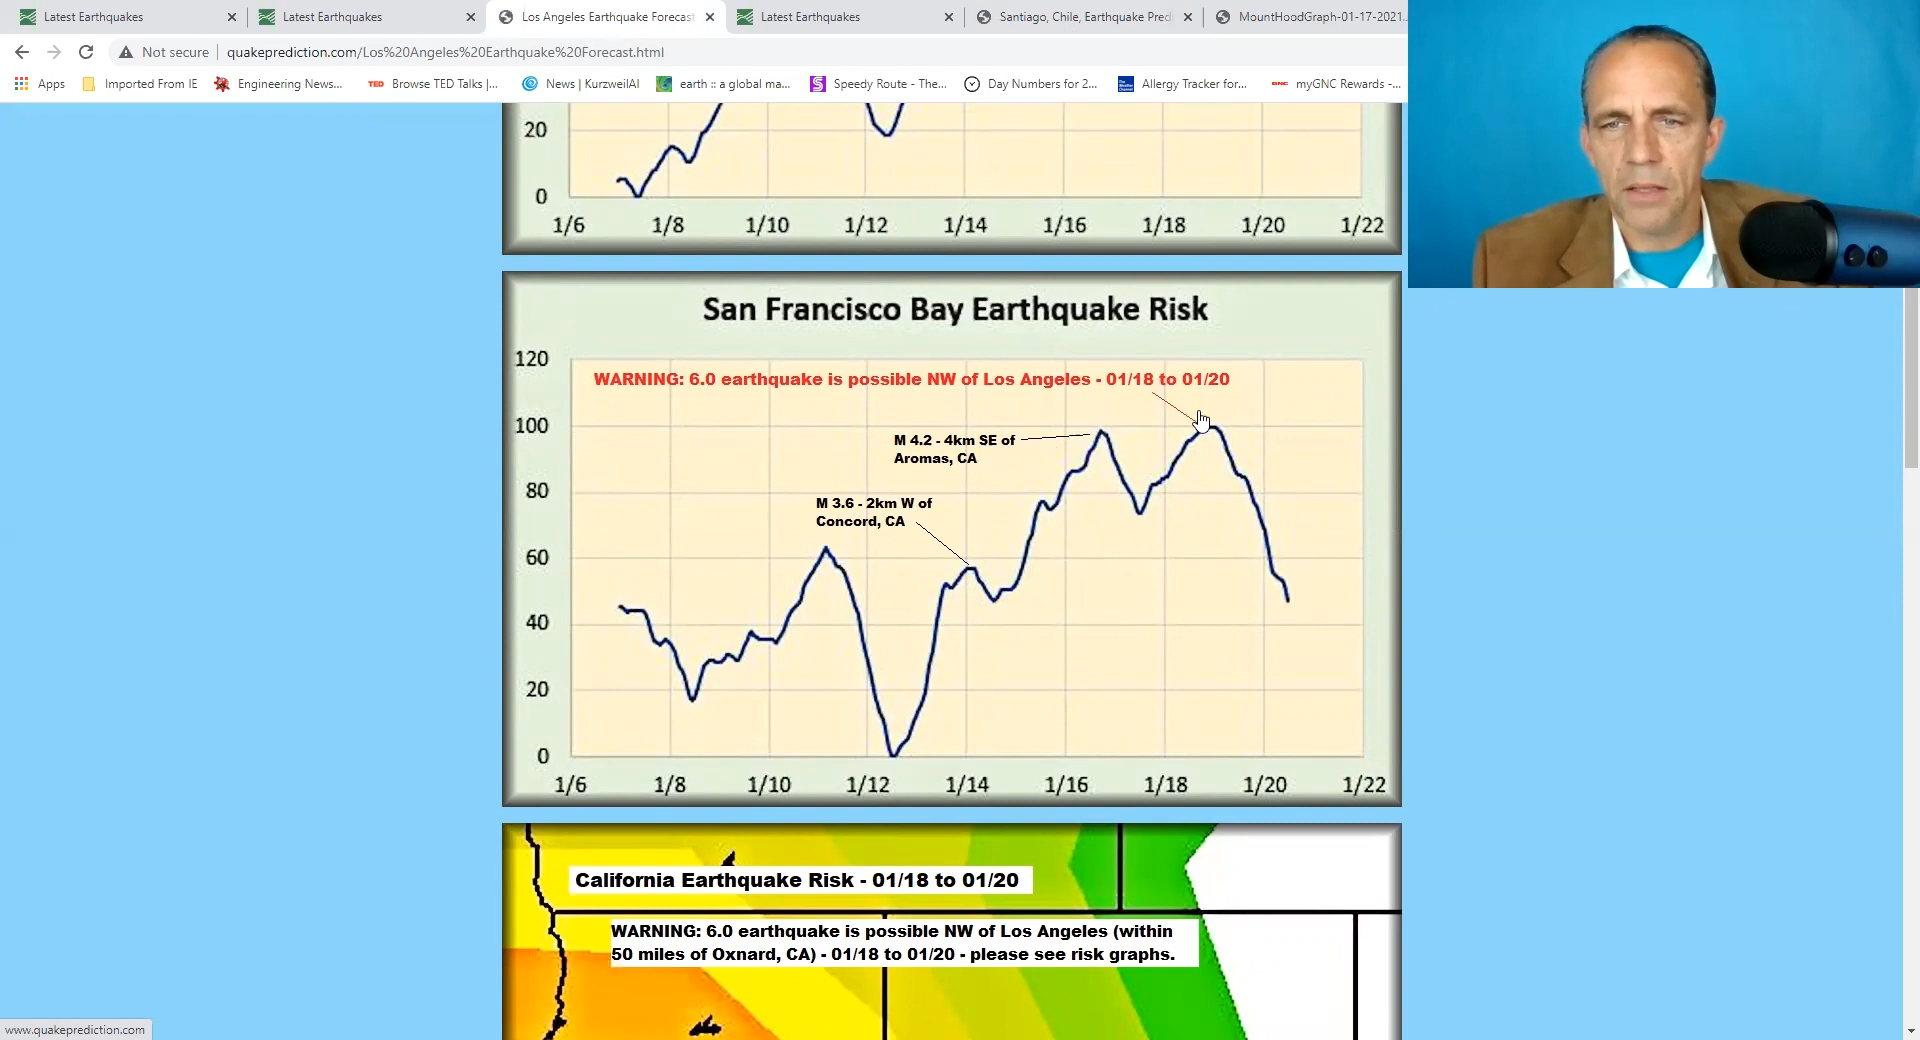 Latest Earthquakes
Latest Earthquakes
Los Angeles Earthquake Forecast
Latest Earthquakes
Santiago, Chile, Earthquake Pred
MountHoodGraph-01-17-2021.
Not secure
quakeprediction.com/Los%20Angeles%20Earthquake%20Forecast.html
Apps
Imported From IE
Engineering News...
TED
Browse TED Talks |...
News | KurzweilAI
earth :: a global ma...
S
Speedy Route - The...
Day Numbers for 2...
Allergy Tracker for...
GNC
myGNC Rewards -...
20
0
1/6 1/8 1/10 1/12 1/14 1/16 1/18 1/20 1/22
San Francisco Bay Earthquake Risk
120
WARNING: 6.0 earthquake is possible NW of Los Angeles - 01/18 to 01/20
100
M 4.2 - 4km SE of
Aromas, CA
80
M 3.6 - 2km W of
Concord, CA
60
40
20
0
1/6 1/8 1/10 1/12 1/14 1/16 1/18 1/20 1/22
California Earthquake Risk - 01/18 to 01/20
WARNING: 6.0 earthquake is possible NW of Los Angeles (within
50 miles of Oxnard, CA) - 01/18 to 01/20 - please see risk graphs.
www.quakeprediction.com